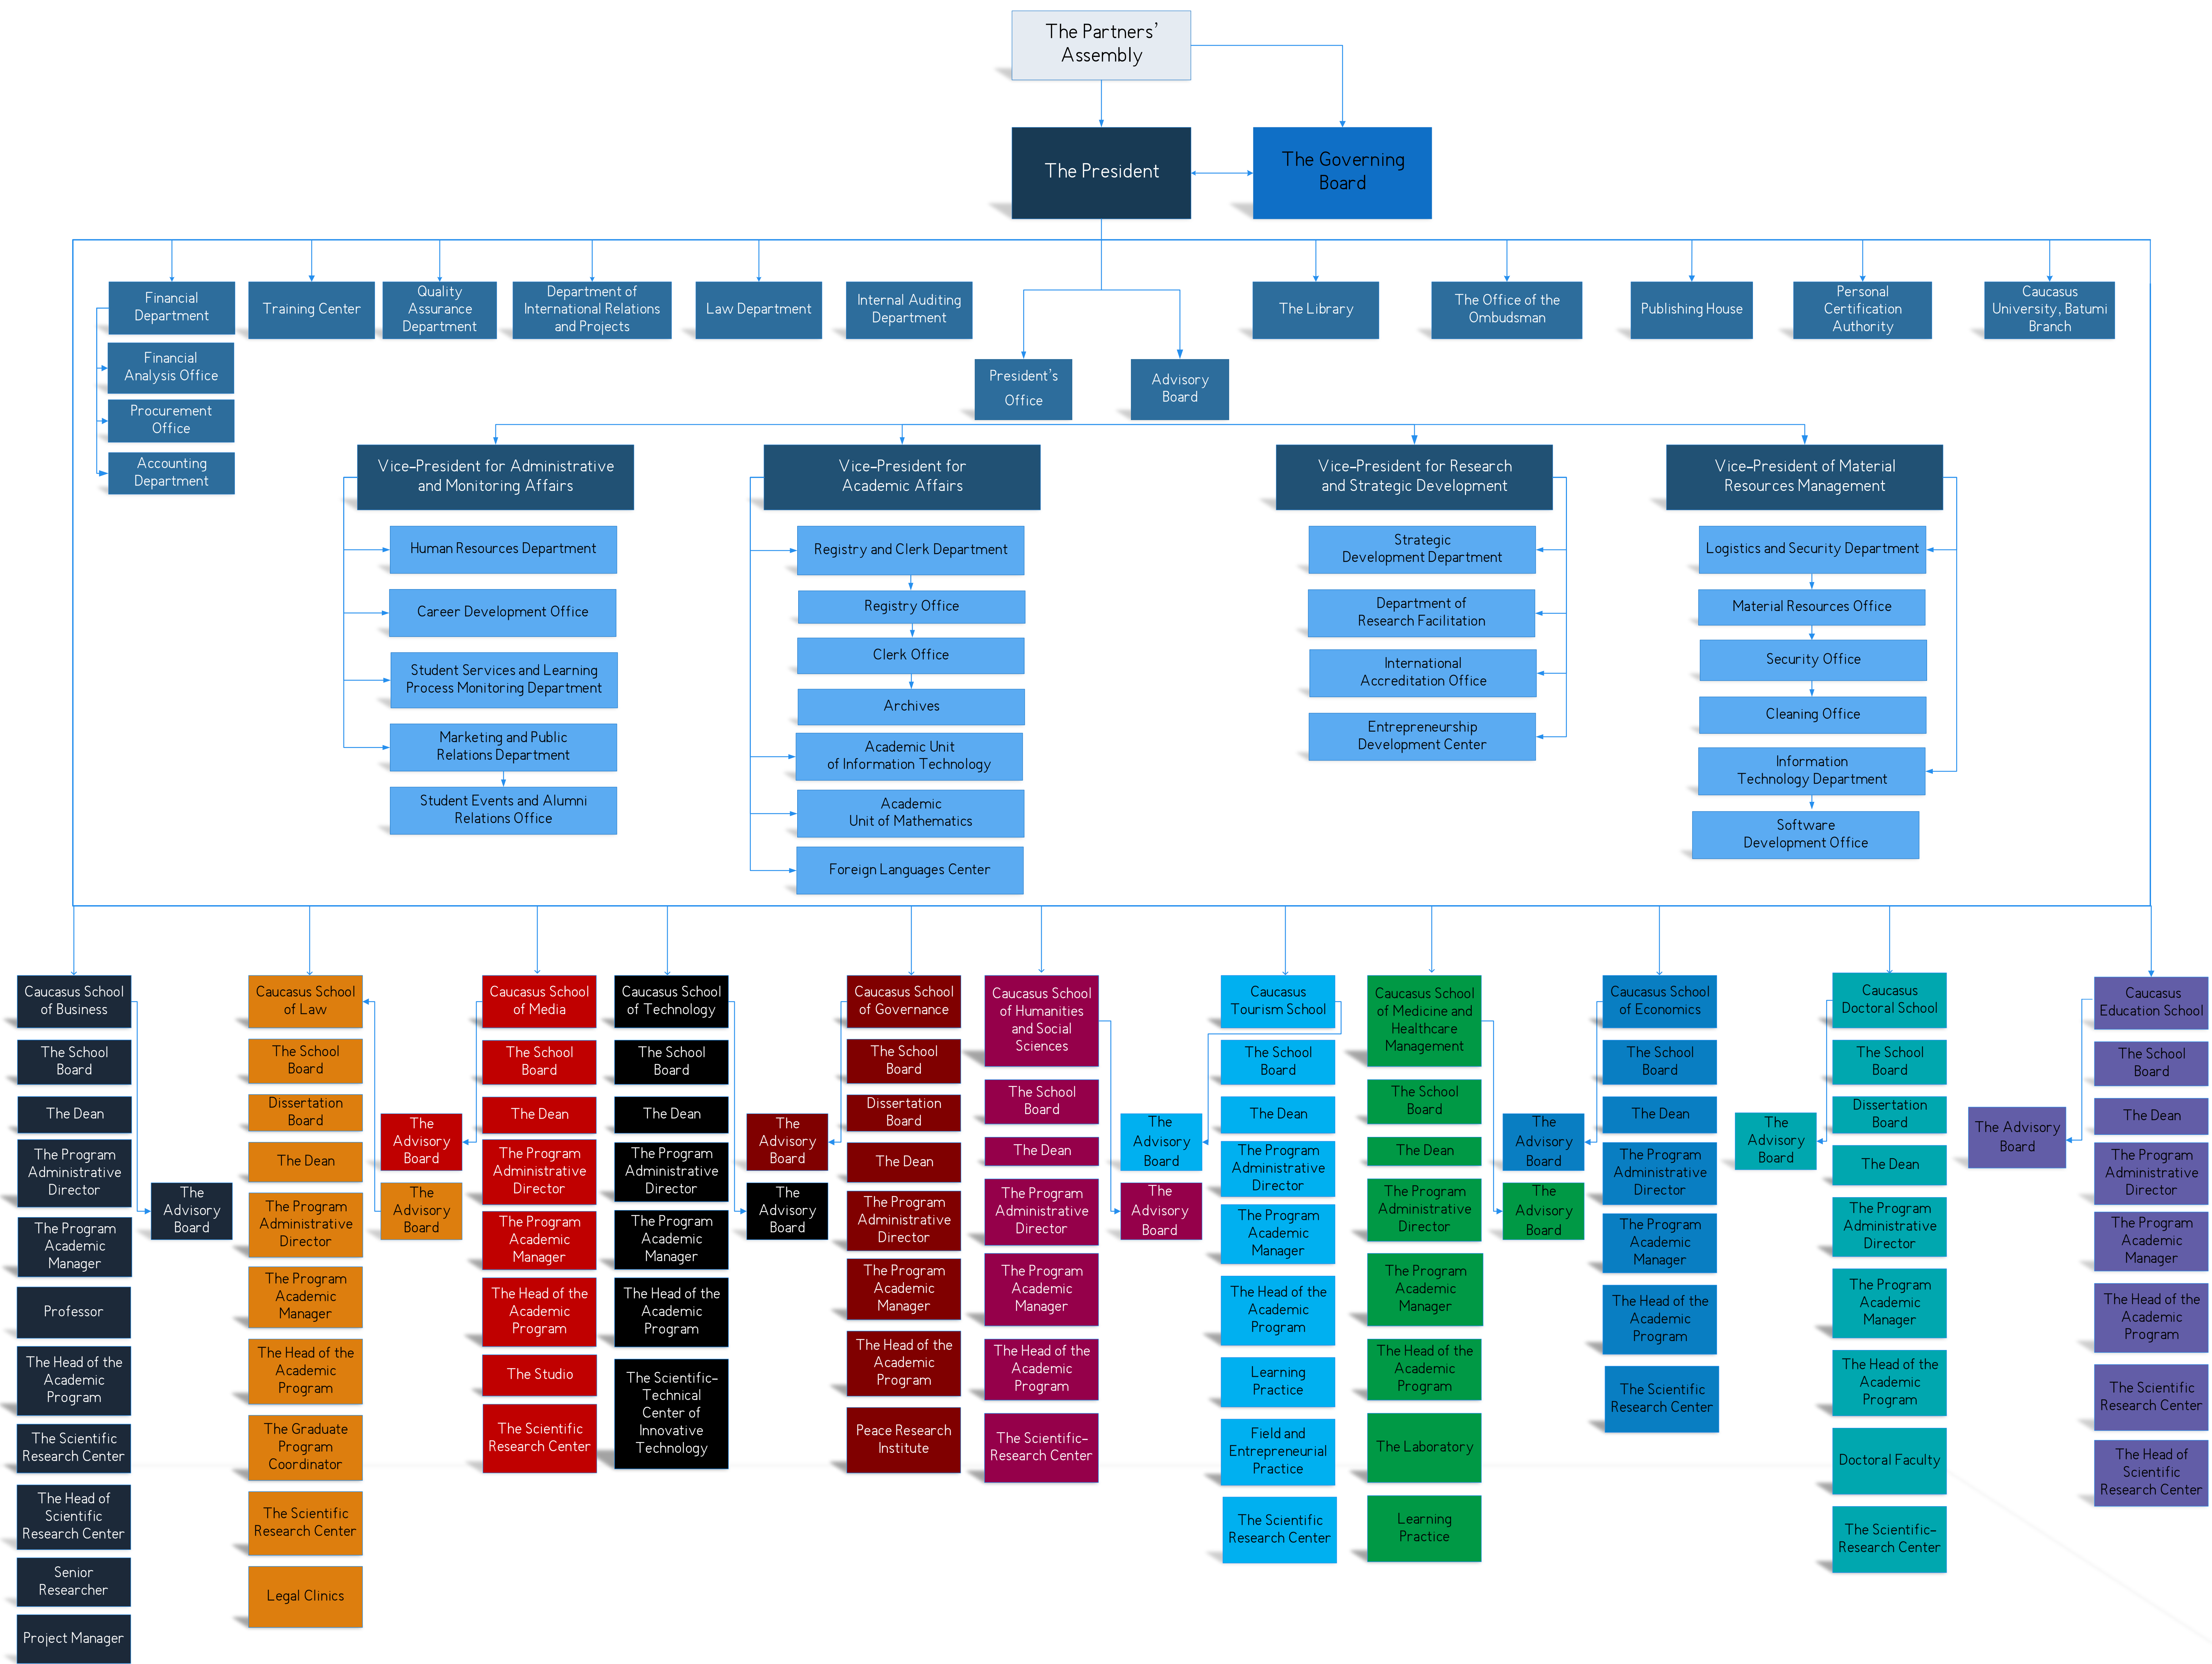 The Partners'
Assembly
The President
The Governing
Board
Financial
Department
Training Center
Quality
Assurance
Department
Department of
International Relations
and Projects
Law Department
Internal Auditing
Department
The Library
The Office of the
Ombudsman
Publishing House
Personal
Certification
Authority
Caucasus
University, Batumi
Branch
Financial
Analysis Office
Procurement
Office
Accounting
Department
President's
Office
Advisory
Board
Vice-President for Administrative
and Monitoring Affairs
Human Resources Department
Career Development Office
Student Services and Learning
Process Monitoring Department
Marketing and Public
Relations Department
Student Events and Alumni
Relations Office
Vice-President for
Academic Affairs
Registry and Clerk Department
Registry Office
Clerk Office
Archives
Academic Unit
of Information Technology
Academic
Unit of Mathematics
Foreign Languages Center
Vice-President for Research
and Strategic Development
Strategic
Development Department
Department of
Research Facilitation
International
Accreditation Office
Entrepreneurship
Development Center
Vice-President of Material
Resources Management
Logistics and Security Department
Material Resources Office
Security Office
Cleaning Office
Information
Technology Department
Software
Development Office
Caucasus School
of Business
The School
Board
The Dean
The Program
Administrative
Director
The Program
Academic
Manager
Professor
The Head of the
Academic
Program
The Scientific
Research Center
The Head of
Scientific
Research Center
Senior
Researcher
Project Manager
The
Advisory
Board
Caucasus School
of Law
The School
Board
Dissertation
Board
The Dean
The Program
Administrative
Director
The Program
Academic
Manager
The Head of the
Academic
Program
The Graduate
Program
Coordinator
The Scientific
Research Center
Legal Clinics
The
Advisory
Board
The
Advisory
Board
Caucasus School
of Media
The School
Board
The Dean
The Program
Administrative
Director
The Program
Academic
Manager
The Head of the
Academic
Program
The Studio
The Scientific
Research Center
Caucasus School
of Technology
The School
Board
The Dean
The Program
Administrative
Director
The Program
Academic
Manager
The Head of the
Academic
Program
The Scientific-
Technical
Center of
Innovative
Technology
The
Advisory
Board
The
Advisory
Board
Caucasus School
of Governance
The School
Board
Dissertation
Board
The Dean
The Program
Administrative
Director
The Program
Academic
Manager
The Head of the
Academic
Program
Peace Research
Institute
Caucasus School
of Humanities
and Social
Sciences
The School
Board
The Dean
The Program
Administrative
Director
The Program
Academic
Manager
The Head of the
Academic
Program
The Scientific-
Research Center
The
Advisory
Board
The
Advisory
Board
Caucasus
Tourism School
The School
Board
The Dean
The Program
Administrative
Director
The Program
Academic
Manager
The Head of the
Academic
Program
Learning
Practice
Field and
Entrepreneurial
Practice
The Scientific
Research Center
Caucasus School
of Medicine and
Healthcare
Management
The School
Board
The Dean
The Program
Administrative
Director
The Program
Academic
Manager
The Head of the
Academic
Program
The Laboratory
Learning
Practice
The
Advisory
Board
The
Advisory
Board
Caucasus School
of Economics
The School
Board
The Dean
The Program
Administrative
Director
The Program
Academic
Manager
The Head of the
Academic
Program
The Scientific
Research Center
The
Advisory
Board
Caucasus
Doctoral School
The School
Board
Dissertation
Board
The Dean
The Program
Administrative
Director
The Program
Academic
Manager
The Head of the
Academic
Program
Doctoral Faculty
The Scientific-
Research Center
The Advisory
Board
Caucasus
Education School
The School
Board
The Dean
The Program
Administrative
Director
The Program
Academic
Manager
The Head of the
Academic
Program
The Scientific
Research Center
The Head of
Scientific
Research Center